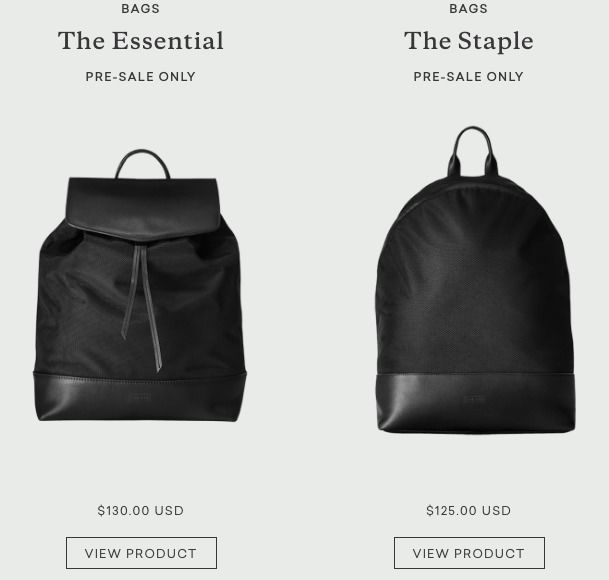 BAGS
The Essential
PRE-SALE ONLY
$130.00 USD
VIEW PRODUCT
BAGS
The Staple
PRE-SALE ONLY
$125.00 USD
VIEW PRODUCT